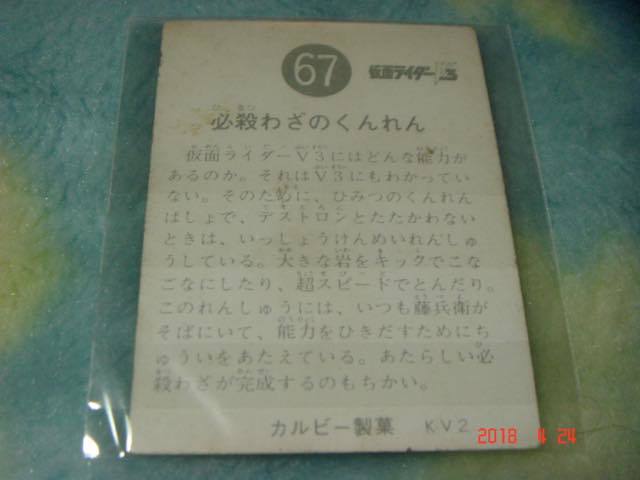 67
仮面ライダーV3
必殺わざのくんれん
仮面ライダーV3にはどんな能力が
あるのか。それはV3にもわかってい
ない。そのために、ひみつのくんれん
ばしょで、デストロンとたたかわない
ときは、いっしょうけんめいれんしゅ
うしている。大きな岩をキックでこな
ごなにしたり、超スピードでとんだり。
このれんしゅうには、いつも藤兵衛が
そばにいて、能力をひきだすためにち
ゅういをあたえている。あたらしい必
殺わざが完成するのもちかい。
カルビー製菓 KV2
2018 4 24